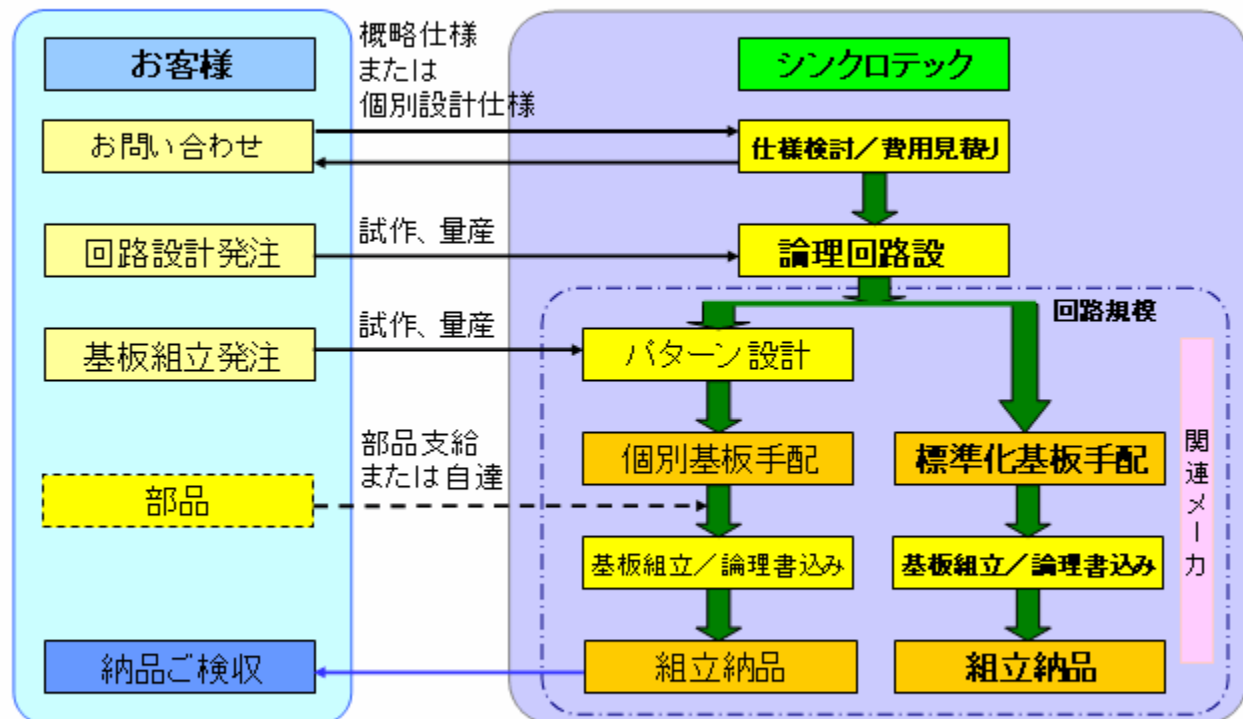 お客様
概略仕様
または
個別設計仕様
シンクロテック
お問い合わせ
仕様検討／費用見積り
回路設計発注
試作、量産
論理回路設
回路規模
基板組立発注
試作、量産
パターン設計
関連メーカ
部品支給
または自達
個別基板手配
標準化基板手配
部品
基板組立／論理書込み
基板組立／論理書込み
納品ご検収
組立納品
組立納品